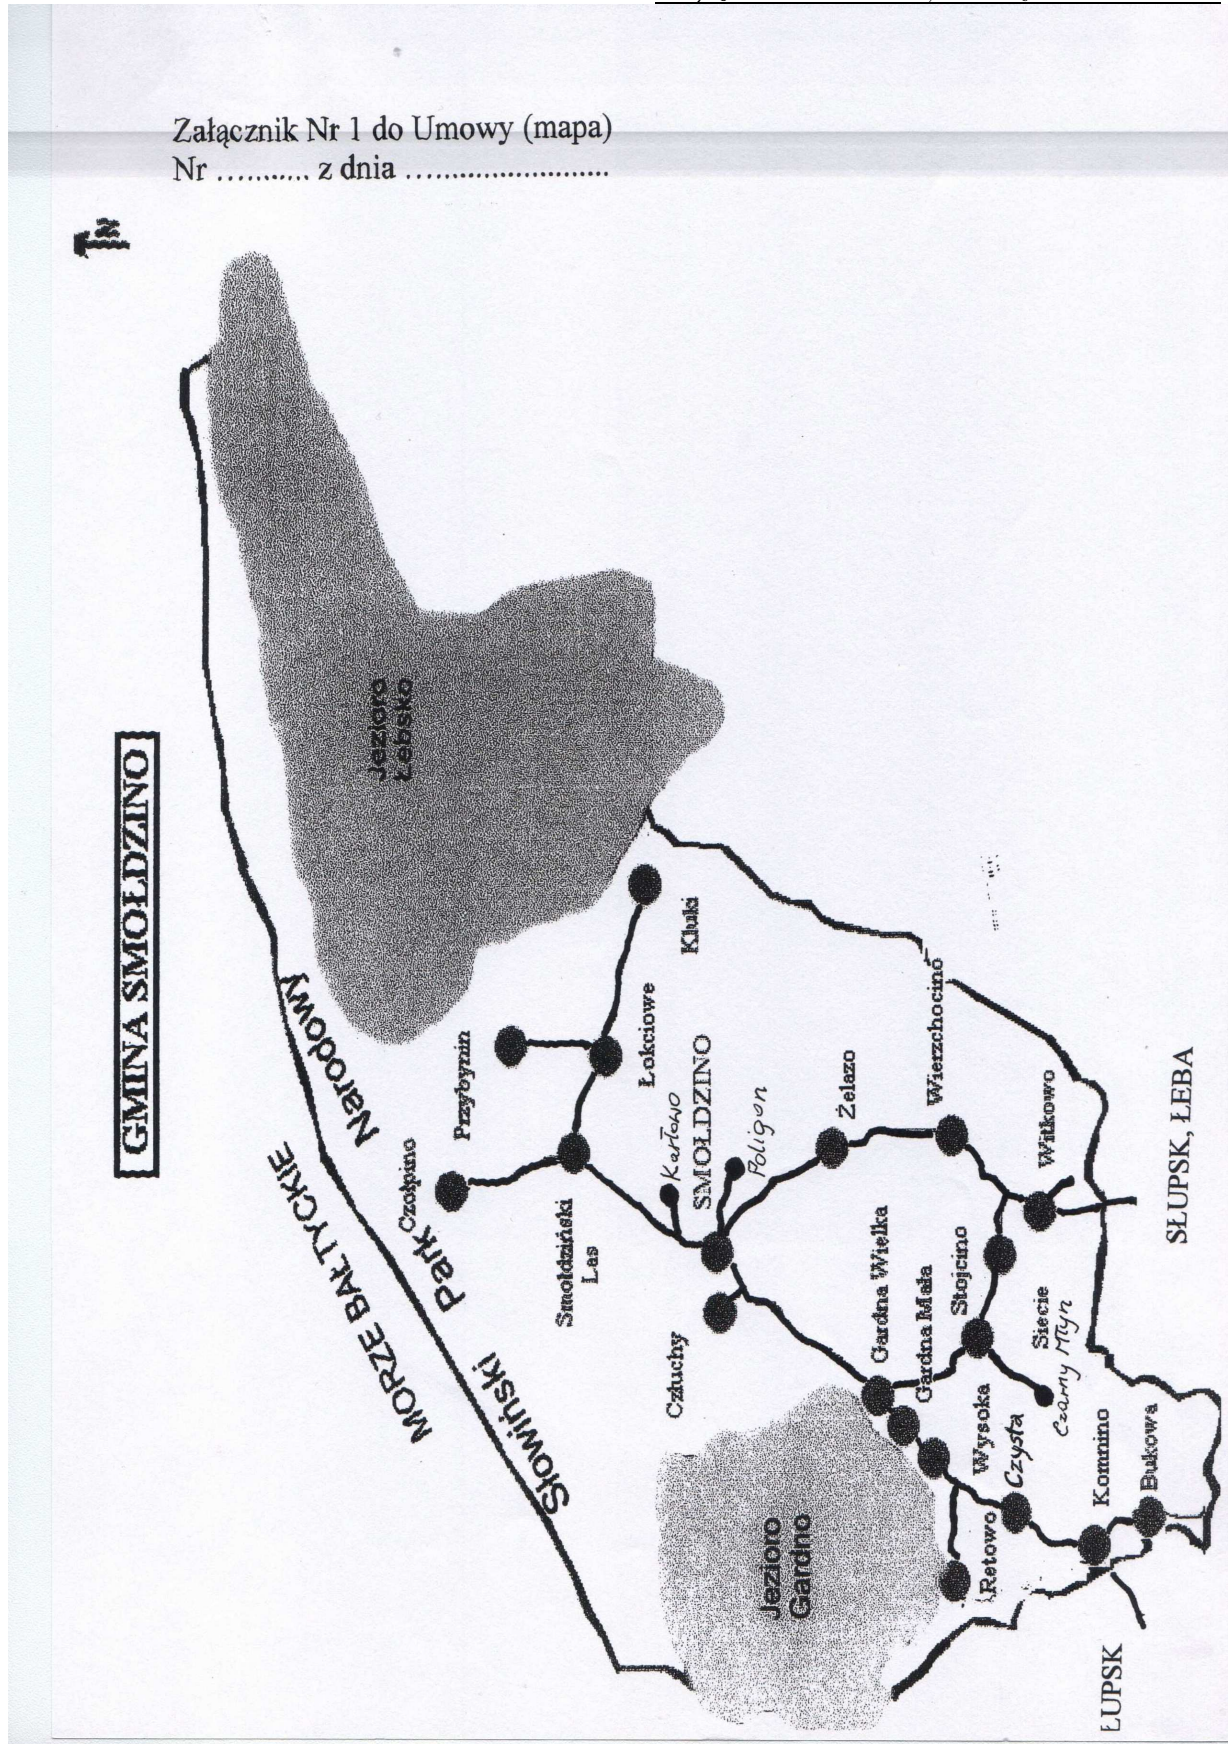 Załącznik Nr 1 do Umowy (mapa)
Nr ........... z dnia .........................
N
GMINA SMOŁDZINO
MORZE BAŁTYCKIE
Słowiński Park Narodowy
Jezioro
Łebsko
Przybynin
Czołpino
Kluki
Łokciowe
Smołdziński
Las
Karłowo
SMOŁDZINO
Poligon
Człuchy
Żelazo
Wierzchocino
Witkowo
SŁUPSK, ŁEBA
Gardna Wielka
Gardna Mała
Stojcino
Siecie
Czarny Młyn
Wysoka
Czysta
Komnino
Bukowa
Retowo
Jezioro
Gardno
ŁUPSK